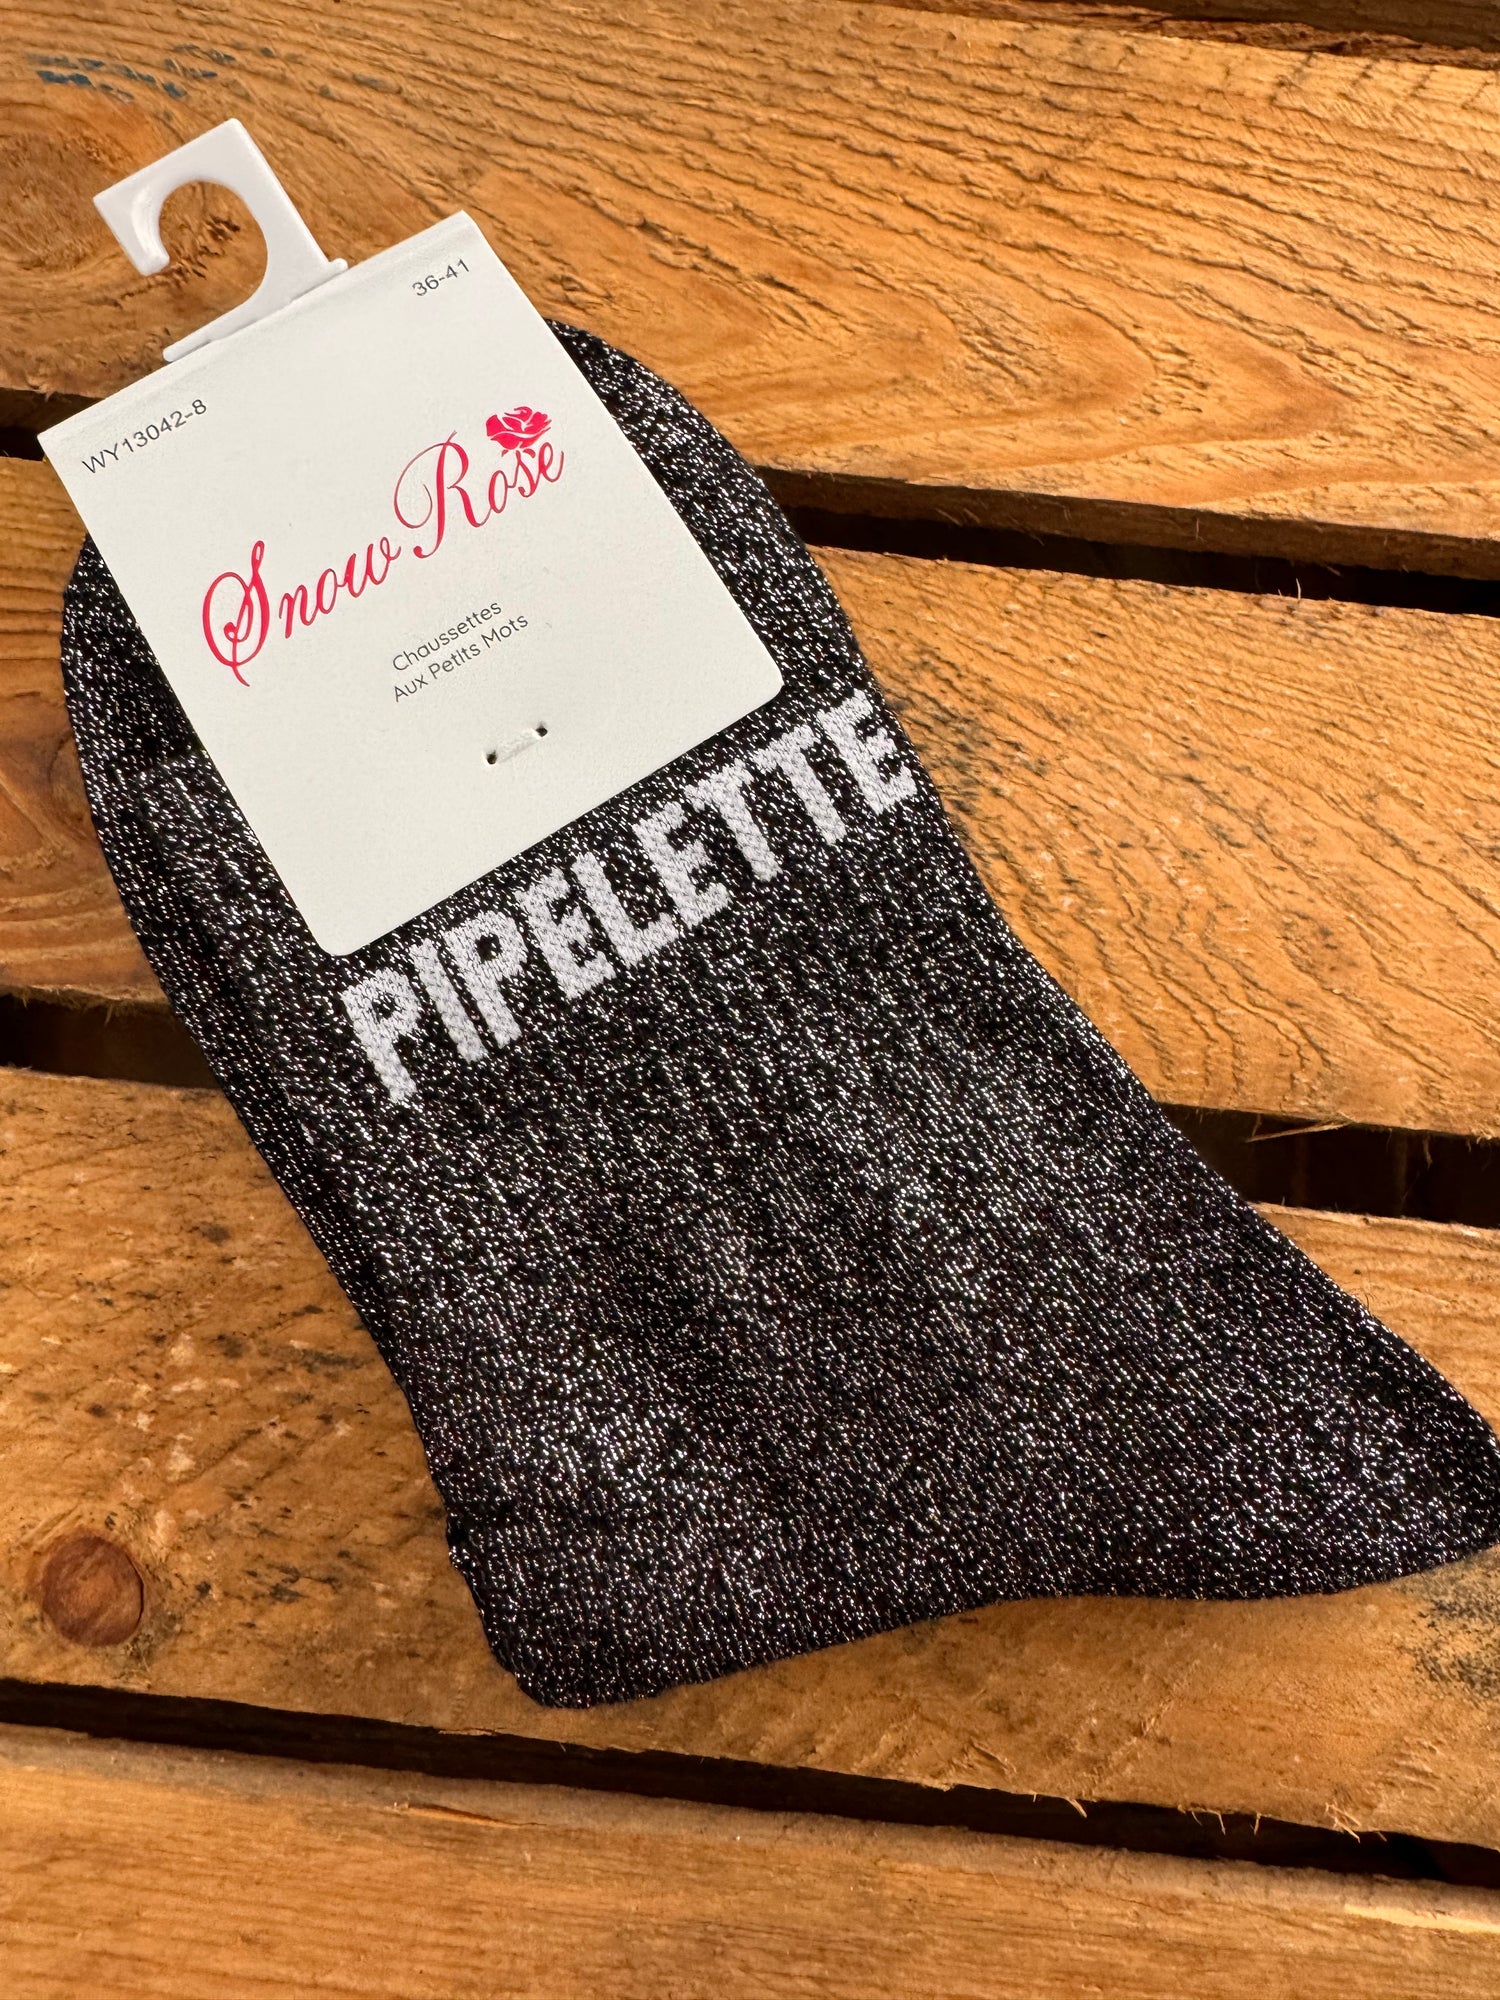 WY13042-8
36-41
Snow Rose
Chaussettes
Aux Petits Mots
PIPELETTE